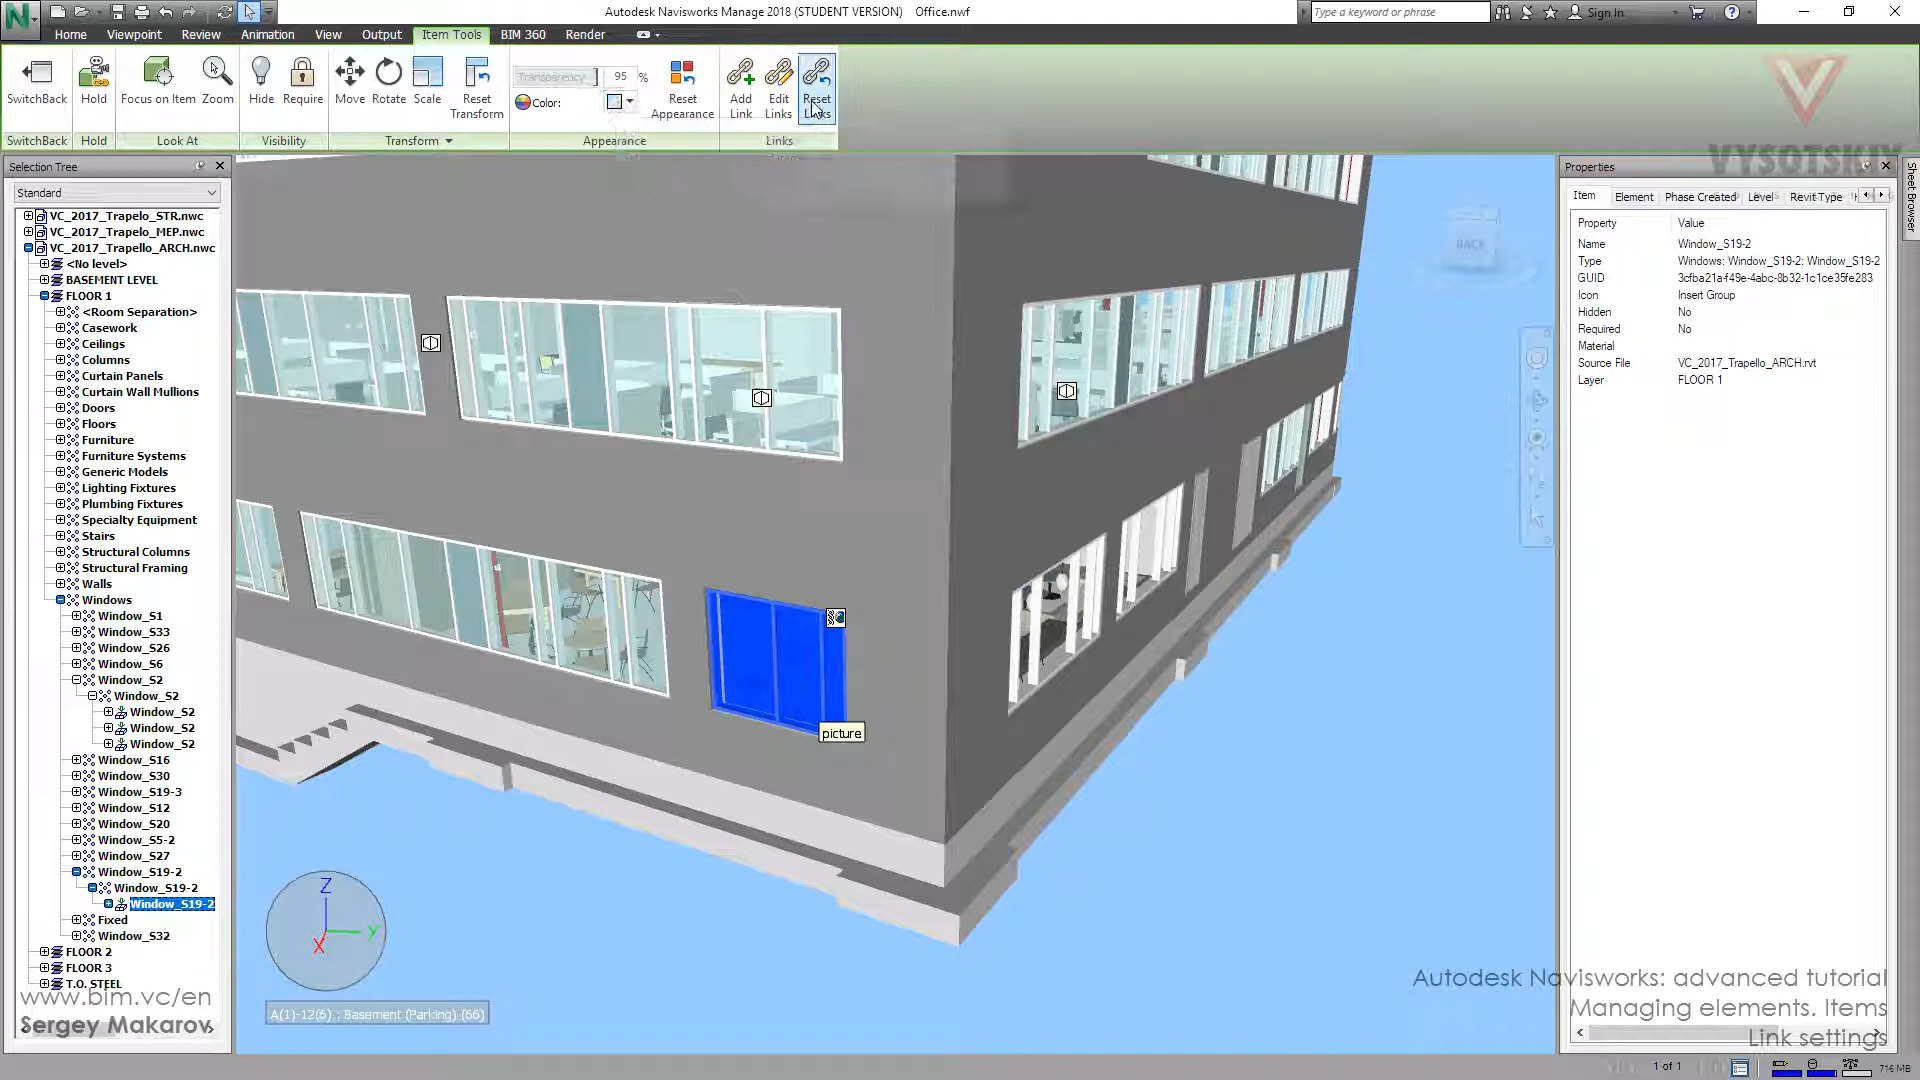 Autodesk Navisworks Manage 2018 (STUDENT VERSION) Office.nwf
Type a keyword or phrase
Sign In
Home Viewpoint Review Animation View Output Item Tools BIM 360 Render
SwitchBack Hold Focus on Item Zoom Hide Require Move Rotate Scale Reset Transform
Transparency 95 %
Color:
Reset Appearance Add Link Edit Links Reset Links
SwitchBack Hold Look At Visibility Transform Appearance Links
VYSOTSKIY
Selection Tree
Standard
VC_2017_Trapelo_STR.nwc
VC_2017_Trapelo_MEP.nwc
VC_2017_Trapello_ARCH.nwc
<No level>
BASEMENT LEVEL
FLOOR 1
<Room Separation>
Casework
Ceilings
Columns
Curtain Panels
Curtain Wall Mullions
Doors
Floors
Furniture
Furniture Systems
Generic Models
Lighting Fixtures
Plumbing Fixtures
Specialty Equipment
Stairs
Structural Columns
Structural Framing
Walls
Windows
Window_S1
Window_S33
Window_S26
Window_S6
Window_S2
Window_S2
Window_S2
Window_S2
Window_S2
Window_S16
Window_S30
Window_S19-3
Window_S12
Window_S20
Window_S5-2
Window_S27
Window_S19-2
Window_S19-2
Window_S19-2
Fixed
Window_S32
FLOOR 2
FLOOR 3
T.O. STEEL
www.bim.vc/en
Sergey Makarov
BACK
picture
Z
Y
X
A(1)-12(6) : Basement (Parking) (66)
Properties
Item Element Phase Created Level Revit Type
Property Value
Name Window_S19-2
Type Windows: Window_S19-2: Window_S19-2
GUID 3cfba21a-f49e-4abc-8b32-1c1ce35fe283
Icon Insert Group
Hidden No
Required No
Material
Source File VC_2017_Trapello_ARCH.rvt
Layer FLOOR 1
Sheet Browser
Autodesk Navisworks: advanced tutorial
Managing elements. Items
Link settings
1 of 1
716 MB